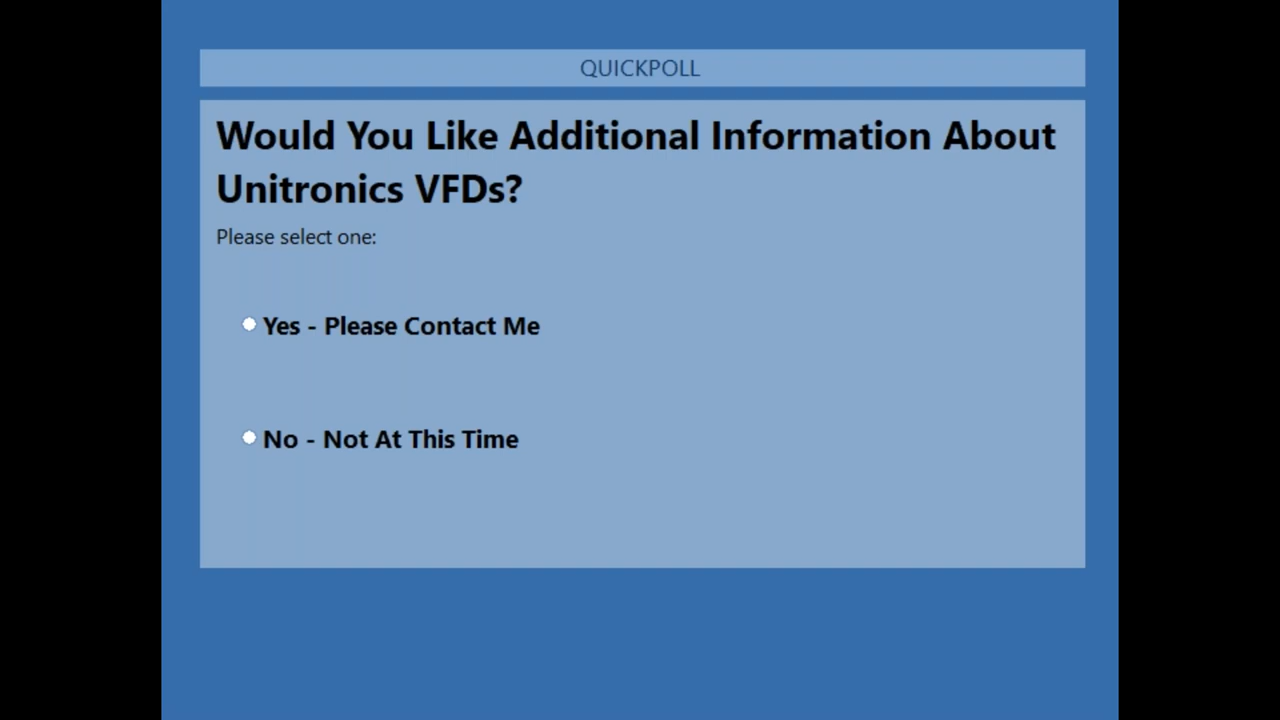 QUICKPOLL
Would You Like Additional Information About
Unitronics VFDs?
Please select one:
Yes - Please Contact Me
No - Not At This Time